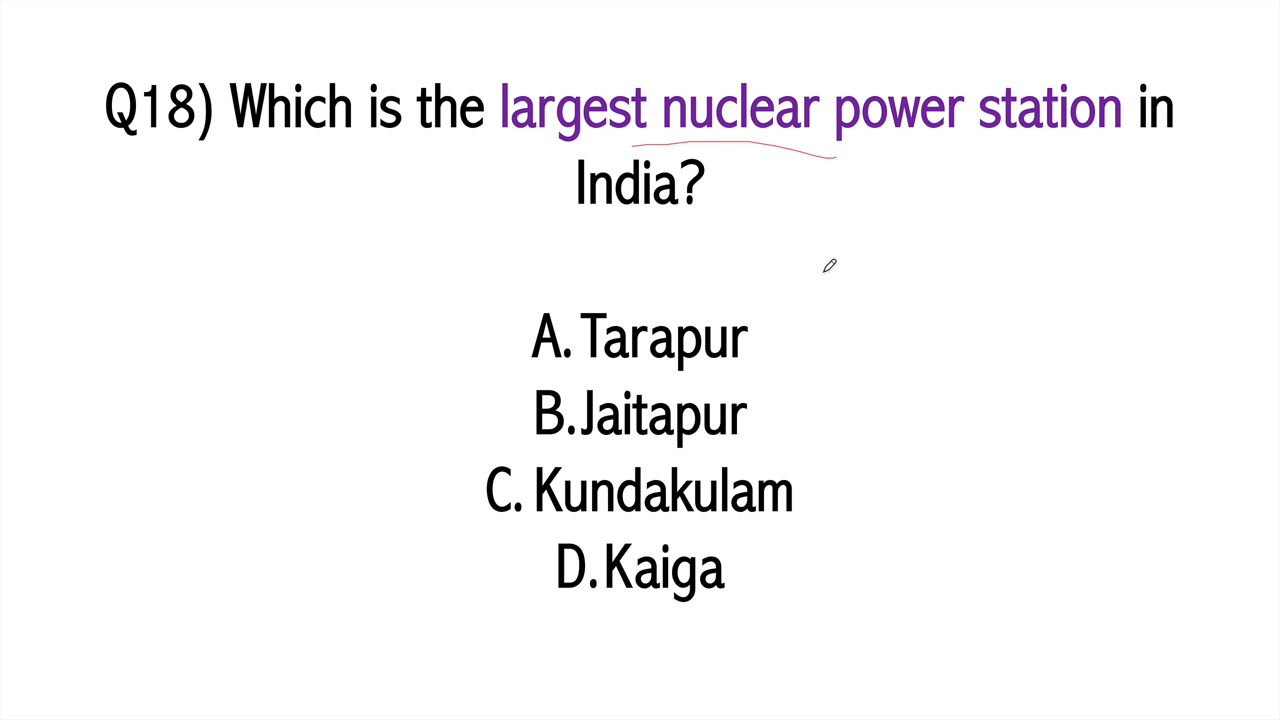 Q18) Which is the largest nuclear power station in
India?
A. Tarapur
B. Jaitapur
C. Kundakulam
D. Kaiga